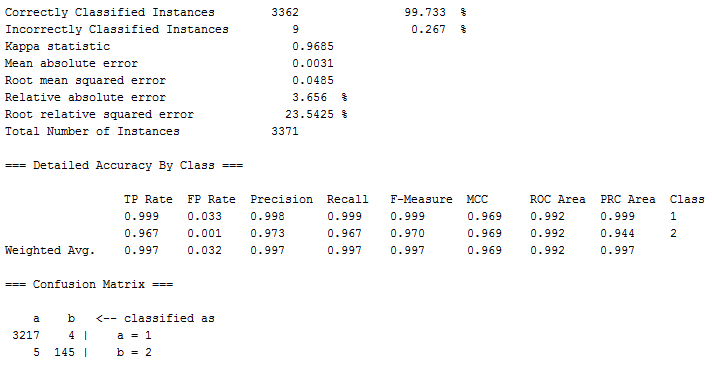 Correctly Classified Instances        3362               99.733  %
Incorrectly Classified Instances         9                0.267  %
Kappa statistic                          0.9685
Mean absolute error                      0.0031
Root mean squared error                  0.0485
Relative absolute error                  3.656  %
Root relative squared error             23.5425 %
Total Number of Instances             3371
=== Detailed Accuracy By Class ===
TP Rate  FP Rate  Precision  Recall   F-Measure  MCC      ROC Area  PRC Area  Class
0.999    0.033    0.998      0.999    0.999      0.969    0.992     0.999     1
0.967    0.001    0.973      0.967    0.970      0.969    0.992     0.944     2
Weighted Avg.    0.997    0.032    0.997      0.997    0.997      0.969    0.992     0.997
=== Confusion Matrix ===
a    b   <-- classified as
3217    4 |    a = 1
5  145 |    b = 2